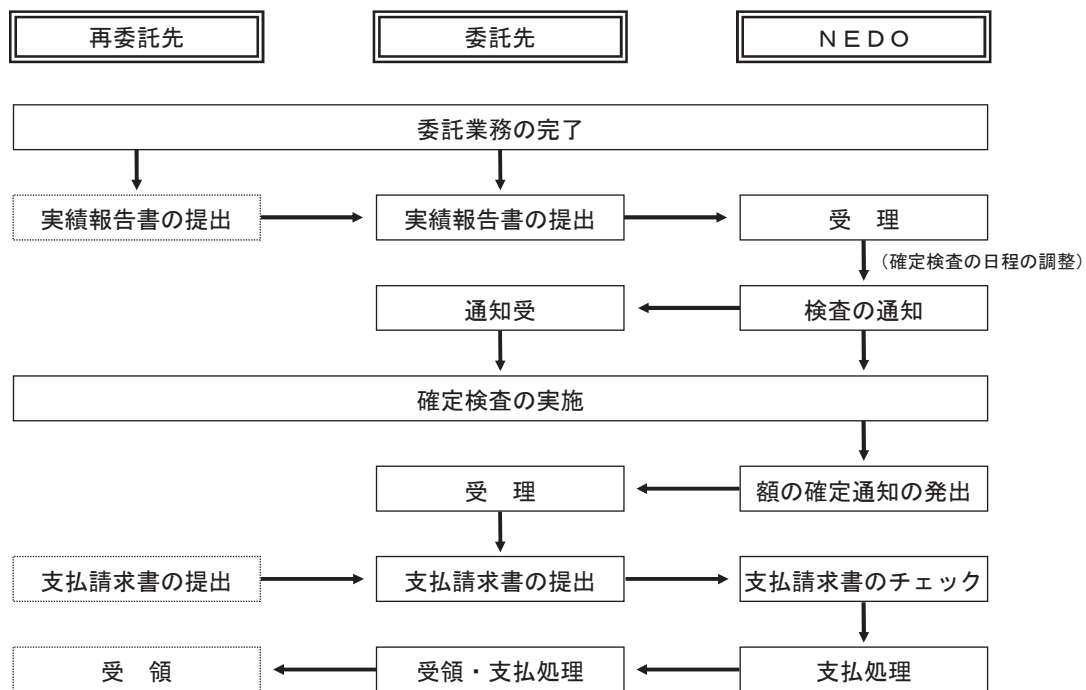 再委託先
委託先
ＮＥＤＯ
委託業務の完了
実績報告書の提出
実績報告書の提出
受　理
（確定検査の日程の調整）
通知受
検査の通知
確定検査の実施
受　理
額の確定通知の発出
支払請求書の提出
支払請求書の提出
支払請求書のチェック
受　領
受領・支払処理
支払処理